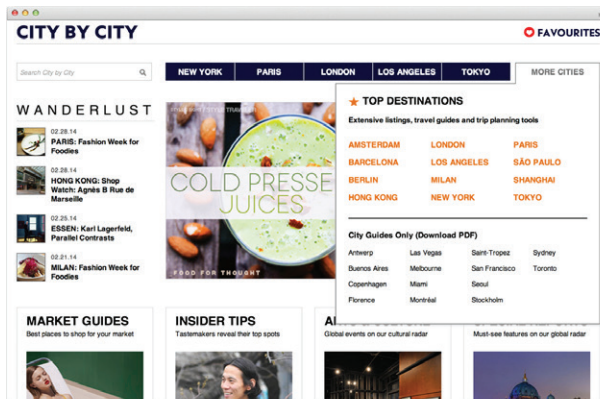 CITY BY CITY
FAVOURITES
Search City by City
NEW YORK
PARIS
LONDON
LOS ANGELES
TOKYO
MORE CITIES
WANDERLUST
02.28.14
PARIS: Fashion Week for
Foodies
02.28.14
HONG KONG: Shop
Watch: Agnès B Rue de
Marseille
02.25.14
ESSEN: Karl Lagerfeld,
Parallel Contrasts
02.21.14
MILAN: Fashion Week for
Foodies
COLD PRESSE
JUICES
FOOD FOR THOUGHT
TOP DESTINATIONS
Extensive listings, travel guides and trip planning tools
AMSTERDAM LONDON PARIS
BARCELONA LOS ANGELES SÃO PAULO
BERLIN MILAN SHANGHAI
HONG KONG NEW YORK TOKYO
City Guides Only (Download PDF)
Antwerp Las Vegas Saint-Tropez Sydney
Buenos Aires Melbourne San Francisco Toronto
Copenhagen Miami Seoul
Florence Montréal Stockholm
MARKET GUIDES
Best places to shop for your market
INSIDER TIPS
Tastemakers reveal their top spots
Global events on our cultural radar
Must-see features on our global radar